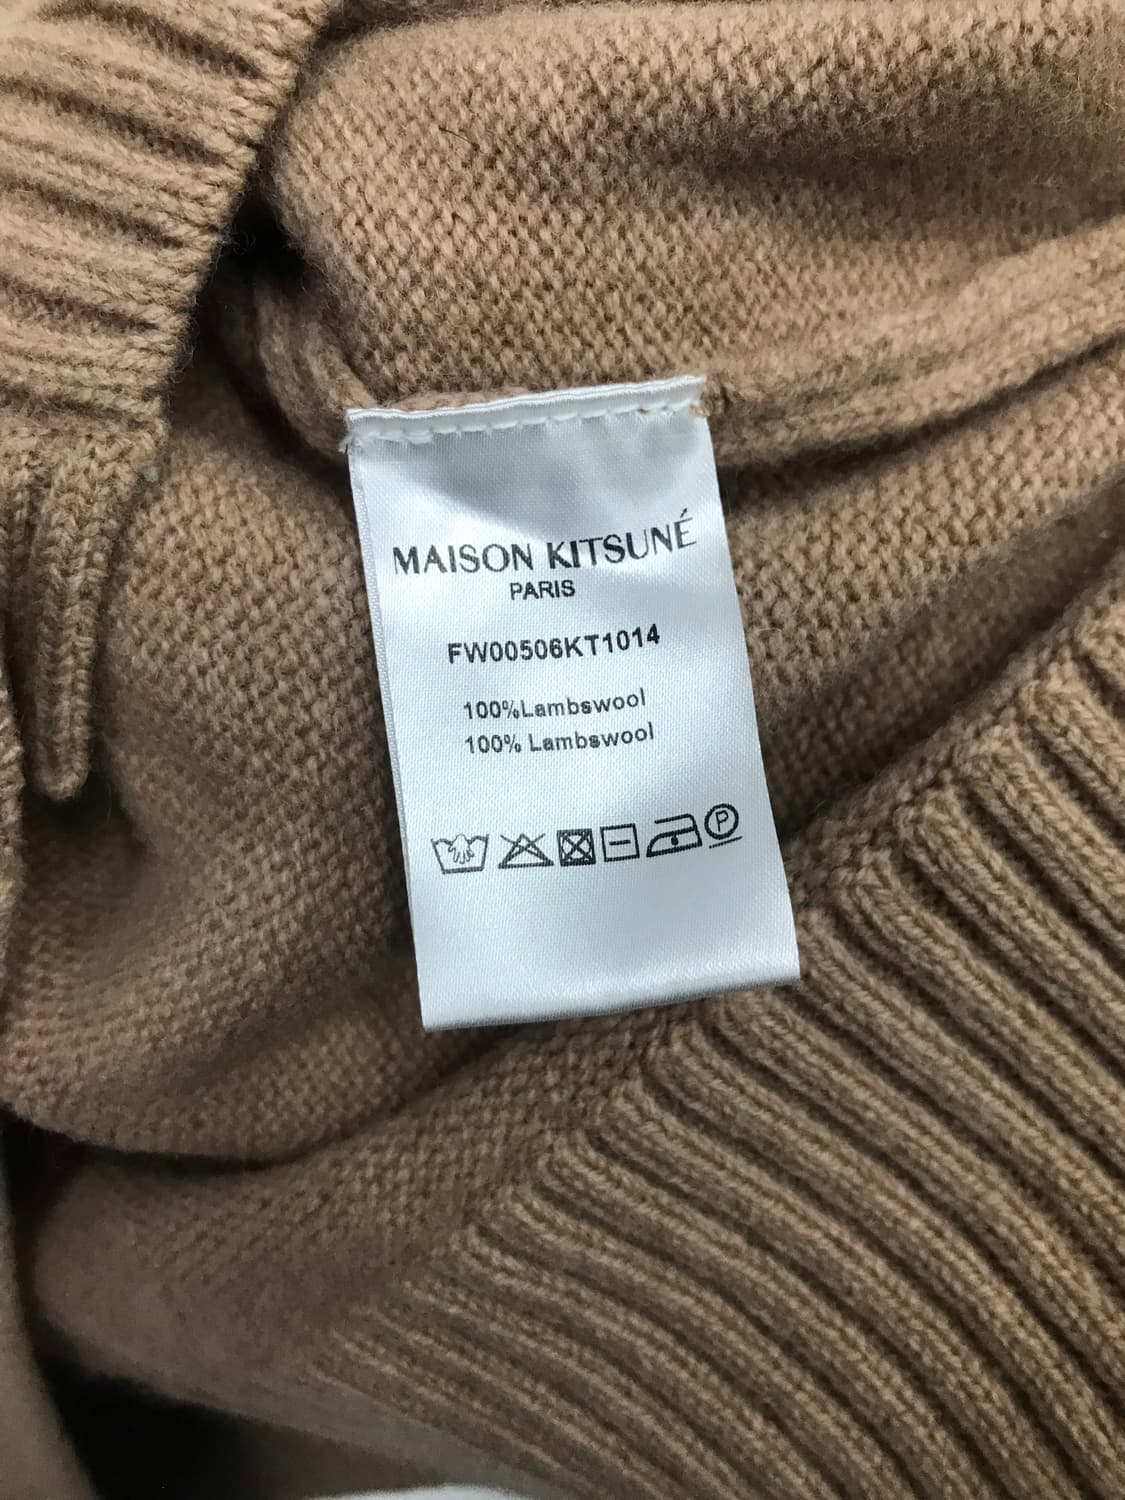 MAISON KITSUNÉ
PARIS
FW00506KT1014
100%Lambswool
100% Lambswool
P